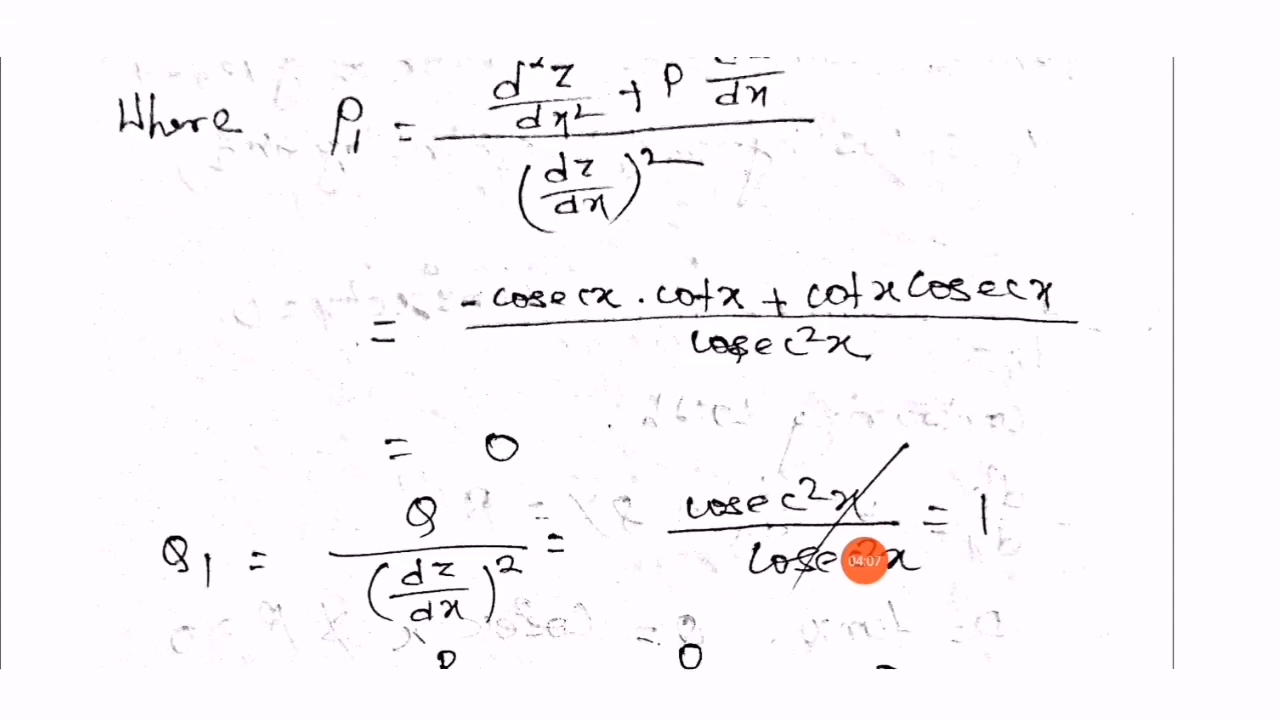 Where P₁ = d²z/dx² + P dz/dx
(dz/dx)²
= -cosecx . cotx + cotx cosecx
cosec²x
= 0
Q₁ = Q/(dz/dx)² = cosec²x/cosec²x = 1
04:07
0